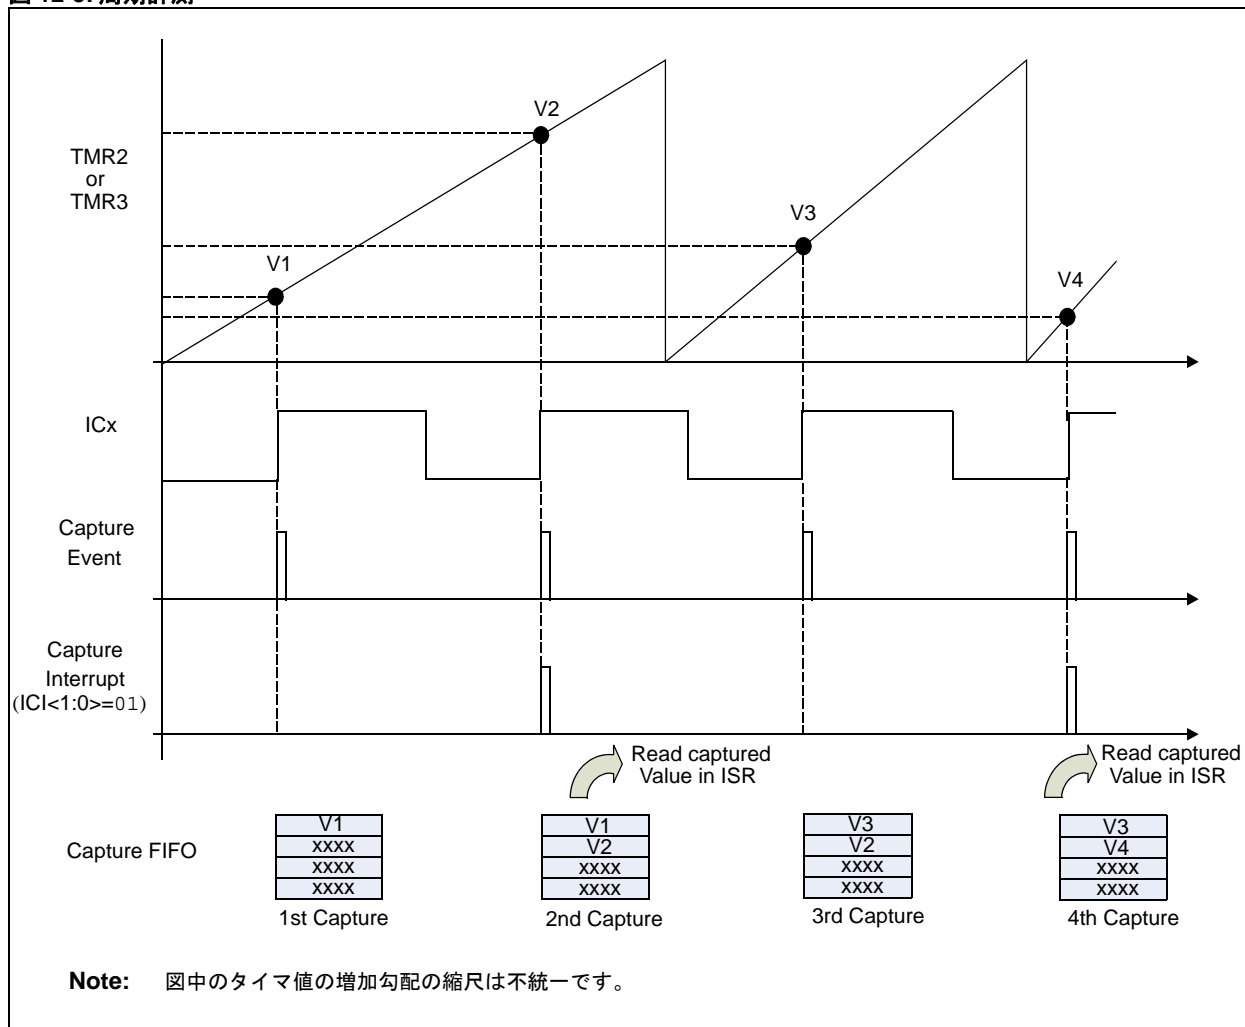 V2
TMR2
or
TMR3
V3
V1
V4
ICx
Capture
Event
Capture
Interrupt
(ICI<1:0>=01)
Read captured
Value in ISR
Read captured
Value in ISR
Capture FIFO
V1
xxxx
xxxx
xxxx
1st Capture
V1
V2
xxxx
xxxx
2nd Capture
V3
V2
xxxx
xxxx
3rd Capture
V3
V4
xxxx
xxxx
4th Capture
Note: 図中のタイマ値の増加勾配の縮尺は不統一です。